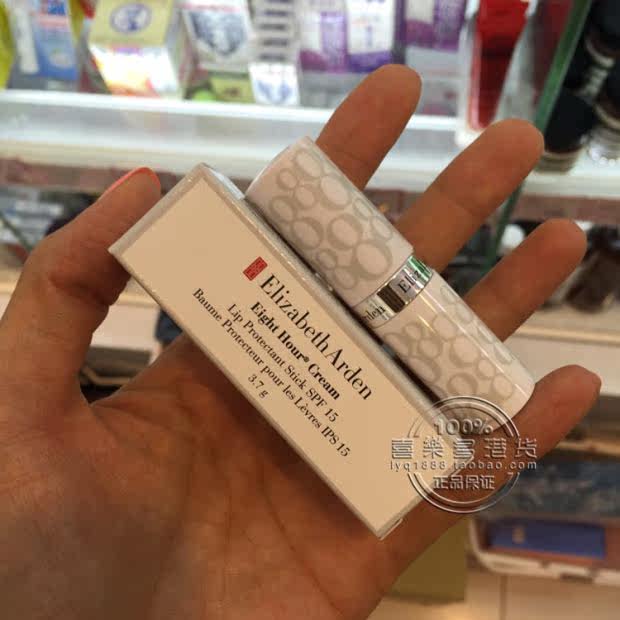 Elizabeth Arden
Eight Hour® Cream
Lip Protectant Stick SPF 15
Baume Protecteur pour les Lèvres IPS 15
3.7 g
100%
喜樂家港货
lyq1888.taobao.com
正品保证